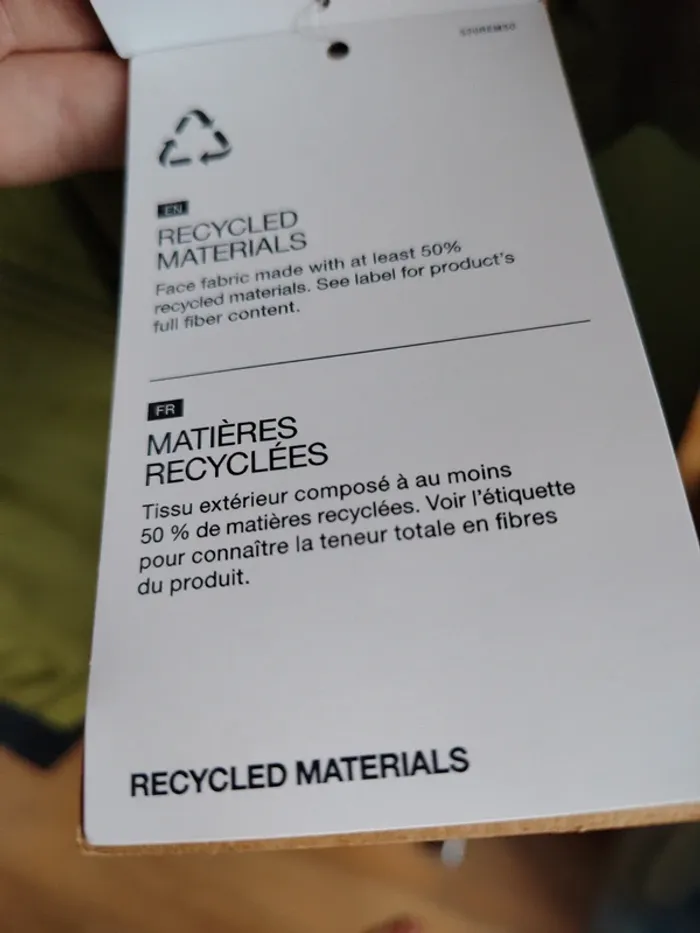 EN
RECYCLED
MATERIALS
Face fabric made with at least 50%
recycled materials. See label for product's
full fiber content.
FR
MATIÈRES
RECYCLÉES
Tissu extérieur composé à au moins
50 % de matières recyclées. Voir l'étiquette
pour connaître la teneur totale en fibres
du produit.
RECYCLED MATERIALS